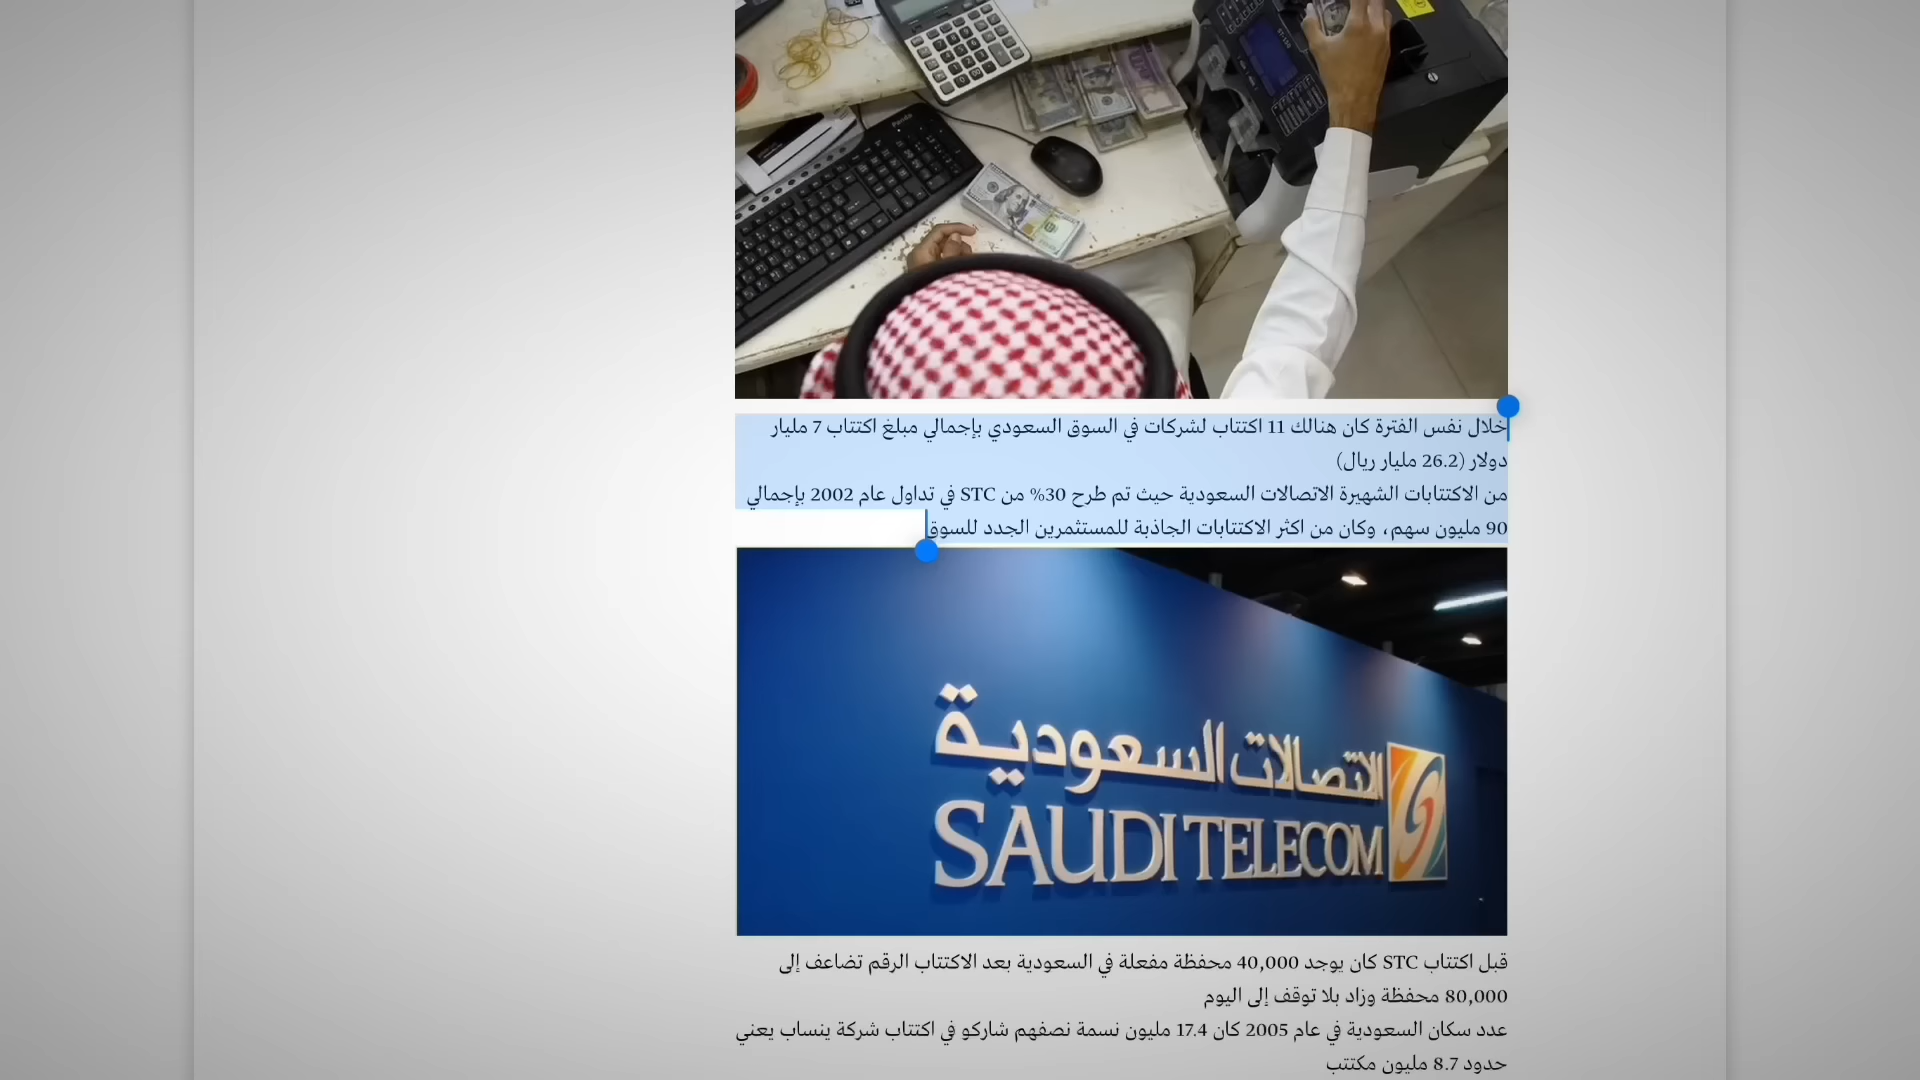 Panda
خلال نفس الفترة كان هنالك 11 اكتتاب لشركات في السوق السعودي بإجمالي مبلغ اكتتاب 7 مليار
دولار (26.2 مليار ريال)
من الاكتتابات الشهيرة الاتصالات السعودية حيث تم طرح 30% من STC في تداول عام 2002 بإجمالي
90 مليون سهم، وكان من اكثر الاكتتابات الجاذبة للمستثمرين الجدد للسوق
الاتصالات السعودية
SAUDI TELECOM
قبل اكتتاب STC كان يوجد 40,000 محفظة مفعلة في السعودية بعد الاكتتاب الرقم تضاعف إلى
80,000 محفظة وزاد بلا توقف إلى اليوم
عدد سكان السعودية في عام 2005 كان 17.4 مليون نسمة نصفهم شاركو في اكتتاب شركة ينساب يعني
حدود 8.7 مليون مكتتب